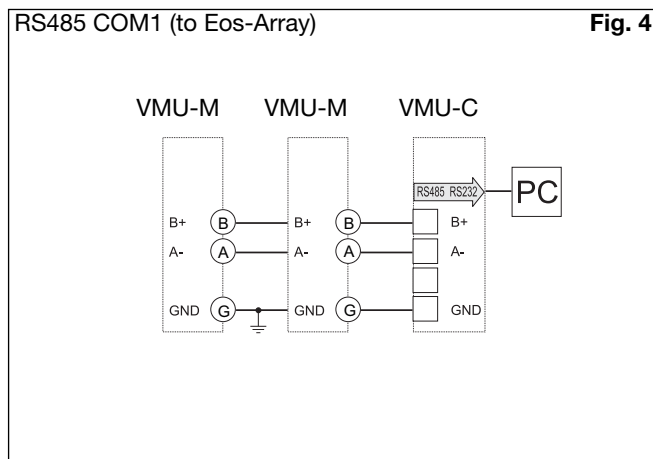 RS485 COM1 (to Eos-Array) Fig. 4
VMU-M VMU-M VMU-C
RS485 RS232 PC
B+ B B+ B B+
A- A A- A A-
GND G GND G GND